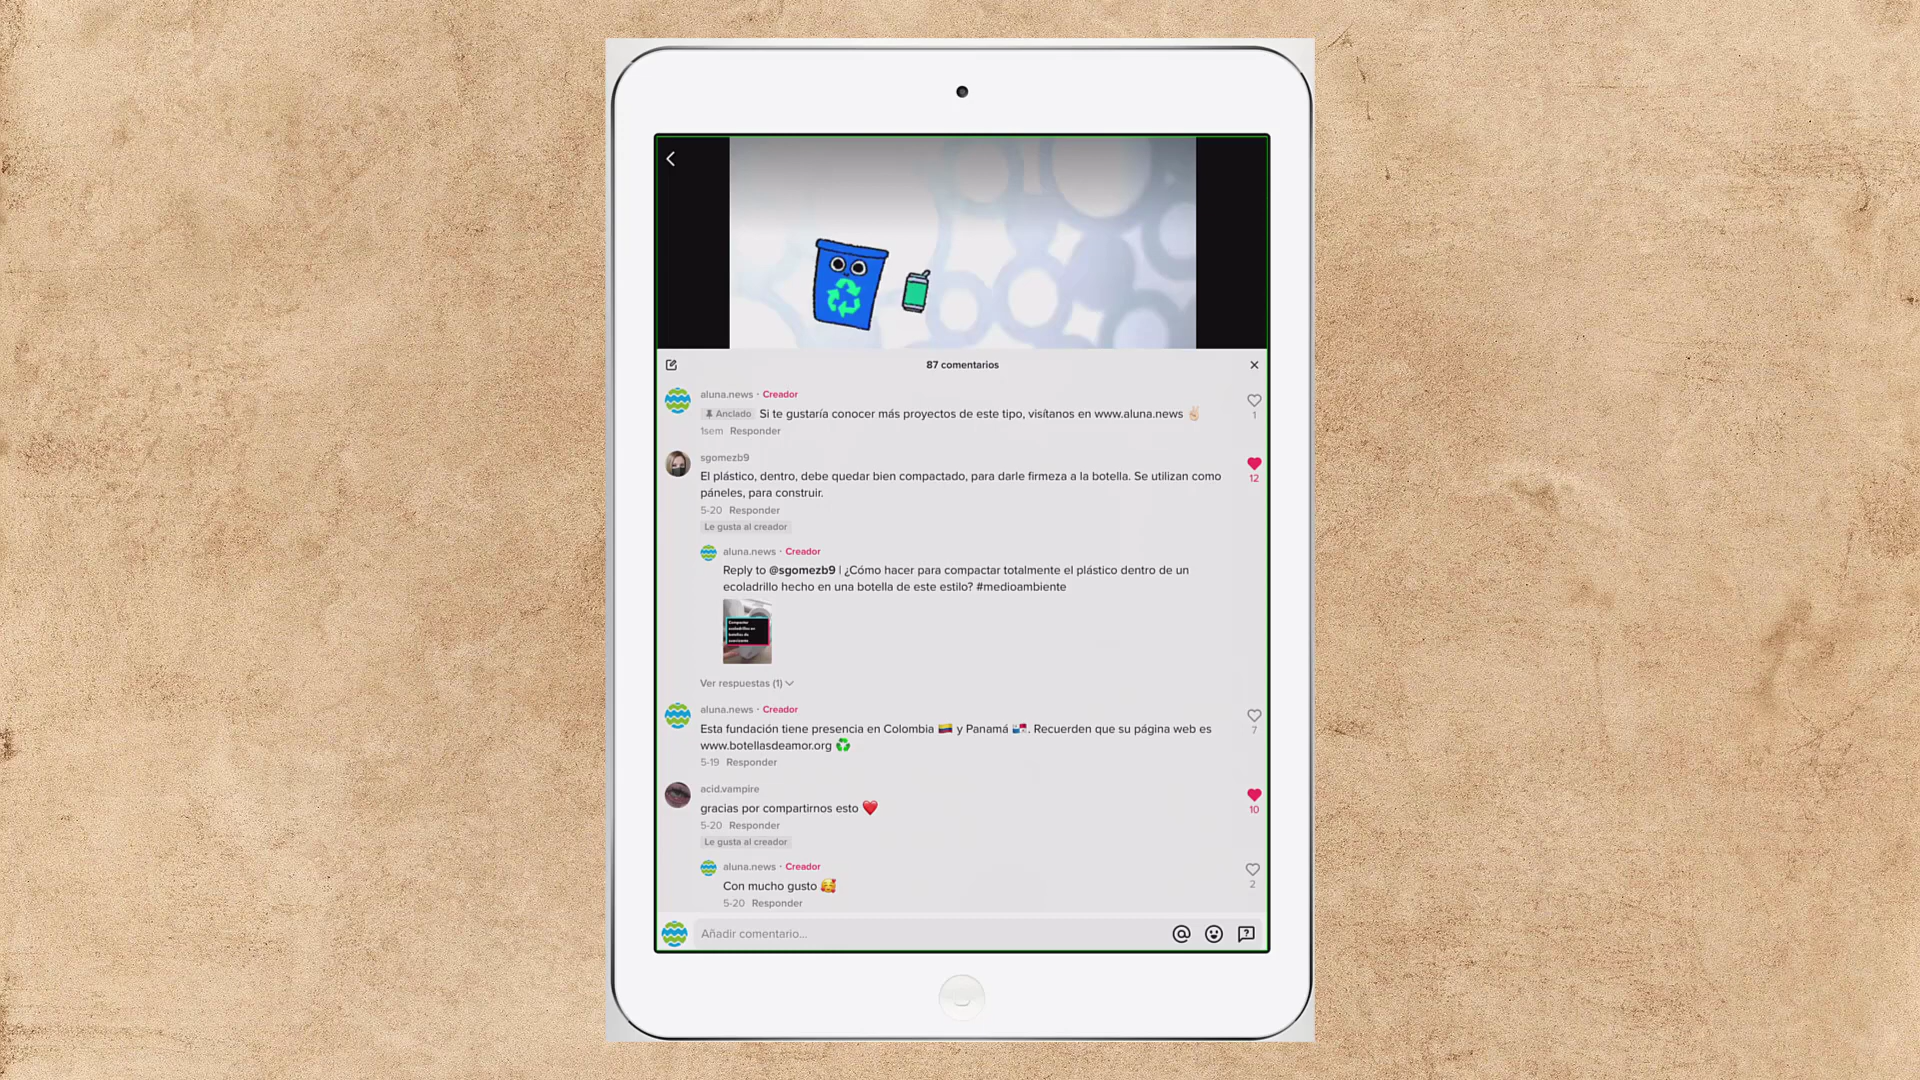 87 comentarios
aluna.news · Creador
Anclado Si te gustaría conocer más proyectos de este tipo, visítanos en www.aluna.news ✌🏻
1sem Responder
1
sgomezb9
El plástico, dentro, debe quedar bien compactado, para darle firmeza a la botella. Se utilizan como
páneles, para construir.
12
5-20 Responder
Le gusta al creador
aluna.news · Creador
Reply to @sgomezb9 | ¿Cómo hacer para compactar totalmente el plástico dentro de un
ecoladrillo hecho en una botella de este estilo? #medioambiente
Compactar
ecoladrillos en
botellas de
suavizante
Ver respuestas (1)
aluna.news · Creador
Esta fundación tiene presencia en Colombia 🇨🇴 y Panamá 🇵🇦. Recuerden que su página web es
www.botellasdeamor.org ♻️
7
5-19 Responder
acid.vampire
gracias por compartirnos esto ❤️
10
5-20 Responder
Le gusta al creador
aluna.news · Creador
Con mucho gusto 🥰
2
5-20 Responder
Añadir comentario...